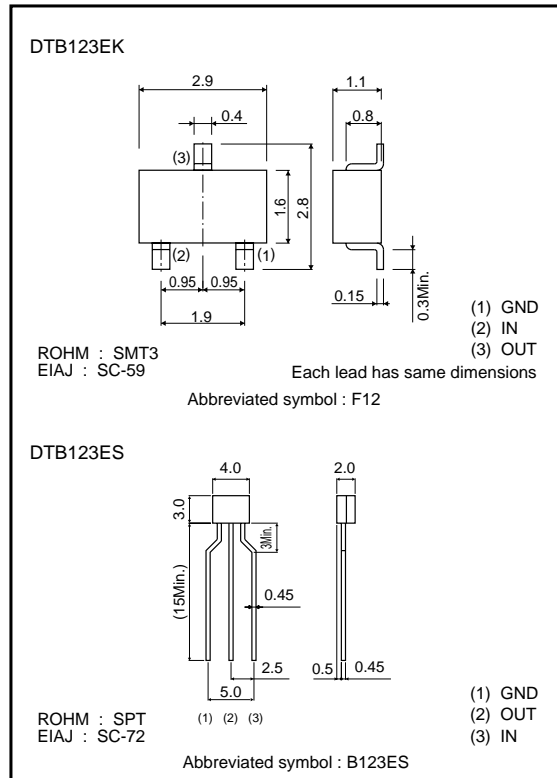 DTB123EK
2.9
1.1
0.4
0.8
(3)
1.6
2.8
(2)
(1)
0.95
0.95
0.15
0.3Min.
1.9
(1) GND
(2) IN
(3) OUT
ROHM : SMT3
EIAJ : SC-59
Each lead has same dimensions
Abbreviated symbol : F12
DTB123ES
4.0
2.0
3.0
3Min.
(15Min.)
0.45
2.5
0.5
0.45
5.0
(1)
(2)
(3)
(1) GND
(2) OUT
(3) IN
ROHM : SPT
EIAJ : SC-72
Abbreviated symbol : B123ES